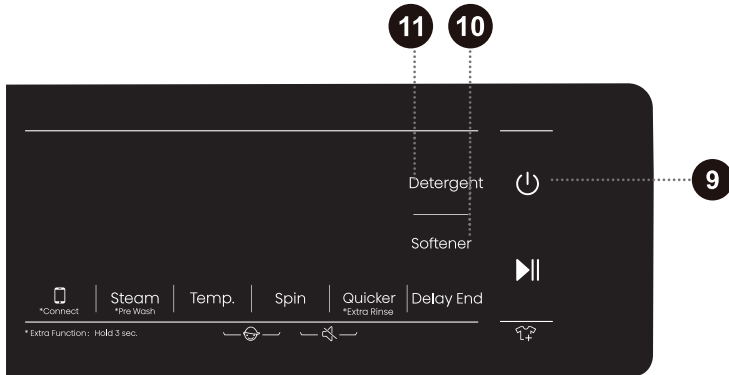 11 10
Detergent
9
Softener
Steam Temp. Spin Quicker Delay End
*Connect *Pre Wash *Extra Rinse
* Extra Function: Hold 3 sec.